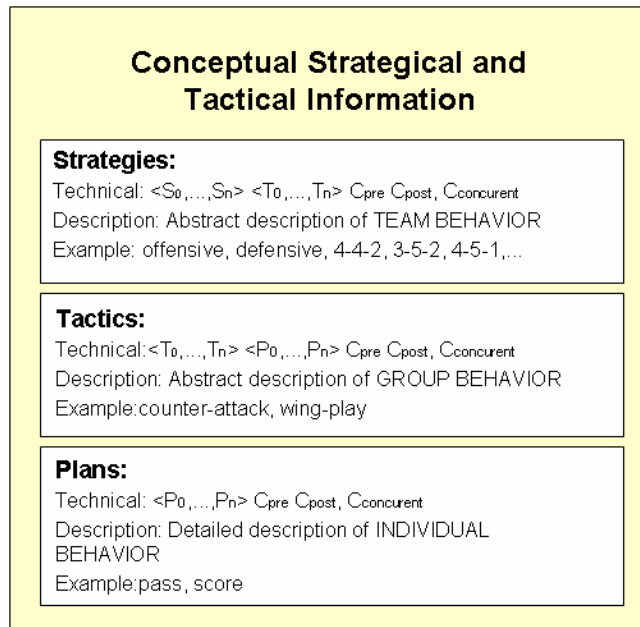 Conceptual Strategical and
Tactical Information
Strategies:
Technical: <S0,...,Sn> <T0,...,Tn> Cpre Cpost, Cconcurent
Description: Abstract description of TEAM BEHAVIOR
Example: offensive, defensive, 4-4-2, 3-5-2, 4-5-1,...
Tactics:
Technical:<T0,...,Tn> <P0,...,Pn> Cpre Cpost, Cconcurent
Description: Abstract description of GROUP BEHAVIOR
Example:counter-attack, wing-play
Plans:
Technical: <P0,...,Pn> Cpre Cpost, Cconcurent
Description: Detailed description of INDIVIDUAL
BEHAVIOR
Example:pass, score